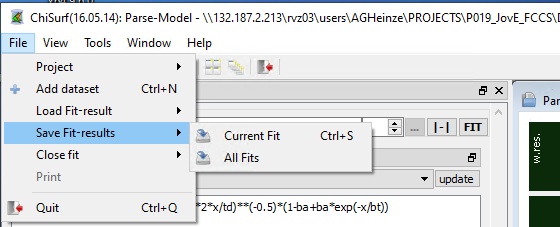 ChiSurf(16.05.14): Parse-Model - \\132.187.2.213\rvz03\users\AGHeinze\PROJECTS\P019_JovE_FCCS\
File View Tools Window
Project
Add dataset Ctrl+N
Load Fit-result
Save Fit-results
Close fit
Print
Quit Ctrl+Q
Current Fit Ctrl+S
All Fits
... |-| FIT
update
*2*x/td)**(-0.5)*(1-ba+ba*exp(-x/bt))
w.res.